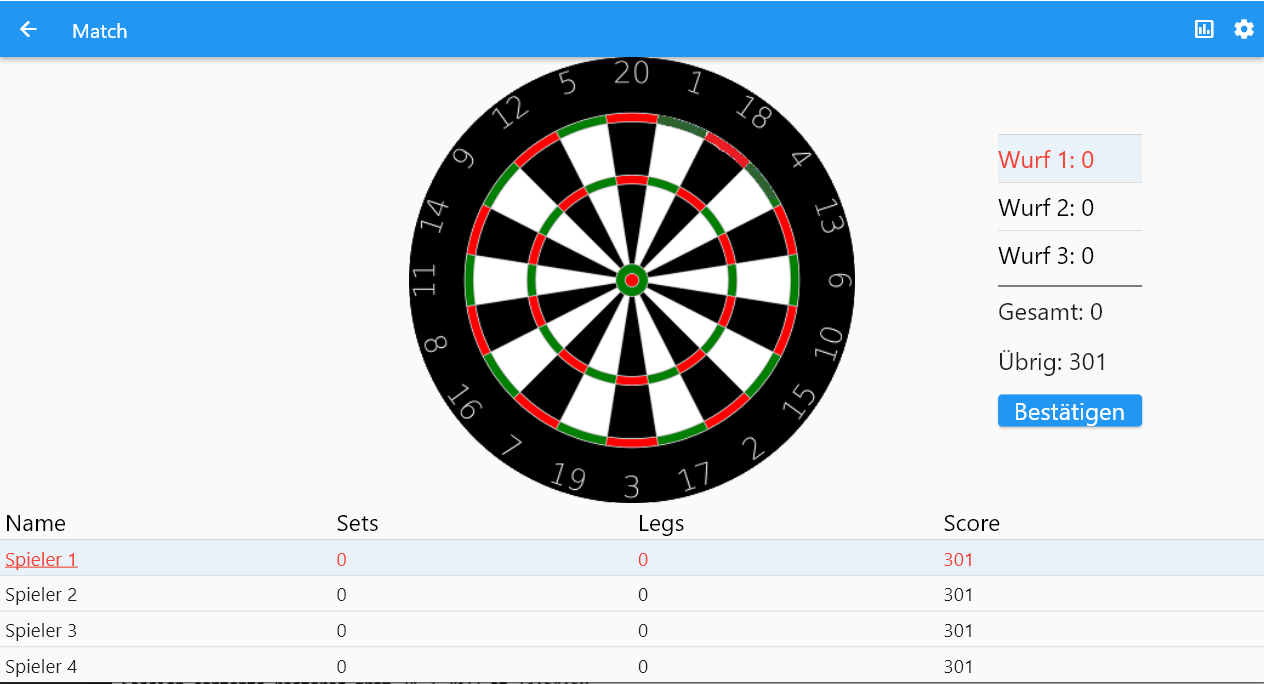 Match
20
5
1
12
18
9
4
14
13
11
9
8
10
16
15
7
2
19
17
3
Wurf 1: 0
Wurf 2: 0
Wurf 3: 0
Gesamt: 0
Übrig: 301
Bestätigen
Name Sets Legs Score
Spieler 1 0 0 301
Spieler 2 0 0 301
Spieler 3 0 0 301
Spieler 4 0 0 301